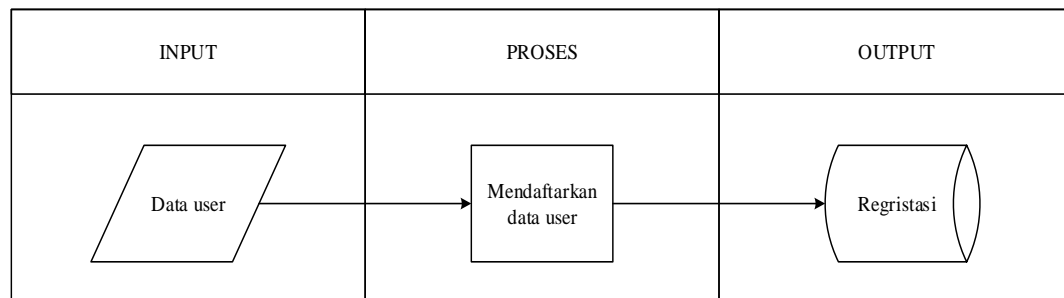 INPUT
PROSES
OUTPUT
Data user
Mendaftarkan
data user
Regristasi